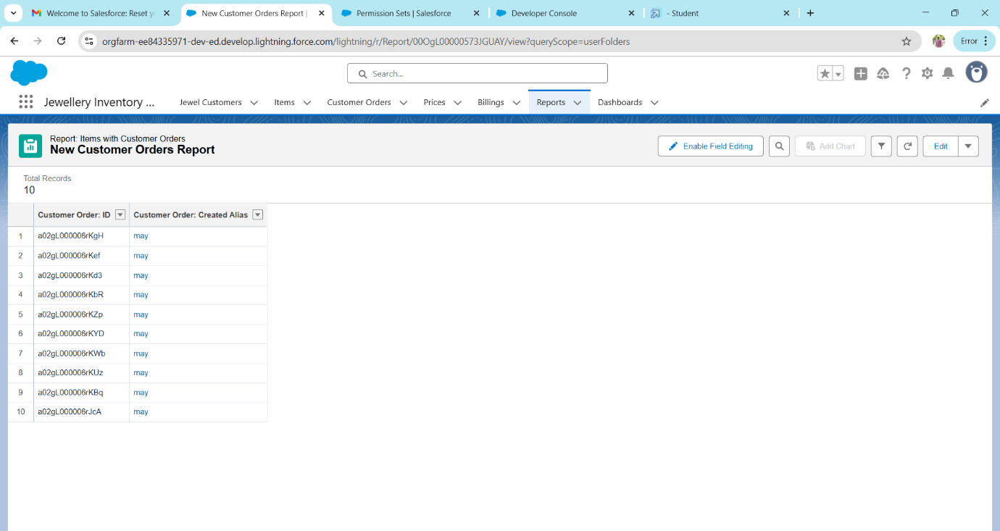 Welcome to Salesforce: Reset yo
New Customer Orders Report |
Permission Sets | Salesforce
Developer Console
- Student
orgfarm-ee84335971-dev-ed.develop.lightning.force.com/lightning/r/Report/00OgL00000573JGUAY/view?queryScope=userFolders
Error
Search...
Jewellery Inventory ...
Jewel Customers
Items
Customer Orders
Prices
Billings
Reports
Dashboards
Report: Items with Customer Orders
New Customer Orders Report
Enable Field Editing
Add Chart
Edit
Total Records
10
Customer Order: ID Customer Order: Created Alias
1 a02gL000006rKgH may
2 a02gL000006rKef may
3 a02gL000006rKd3 may
4 a02gL000006rKbR may
5 a02gL000006rKZp may
6 a02gL000006rKYD may
7 a02gL000006rKWb may
8 a02gL000006rKUz may
9 a02gL000006rKBq may
10 a02gL000006rJcA may